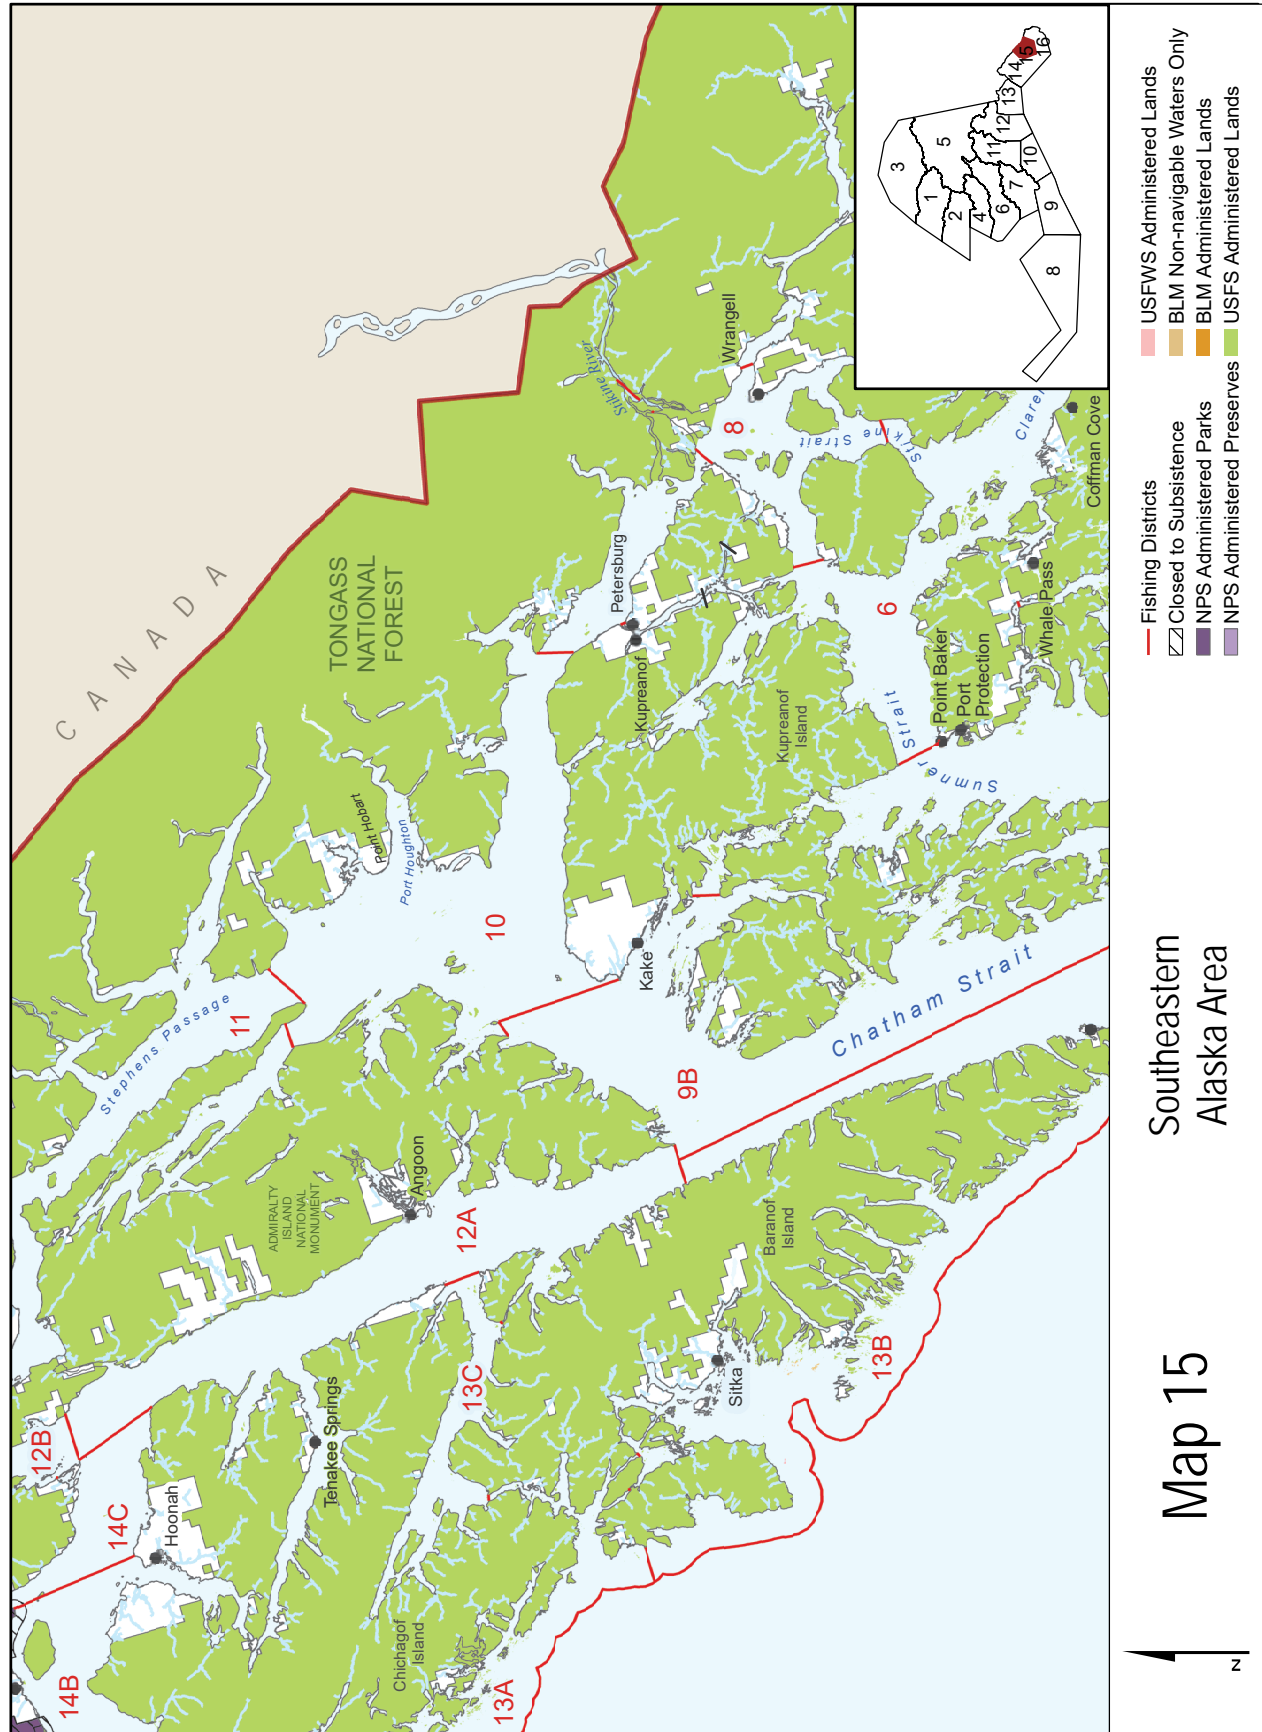 CANADA
TONGASS
NATIONAL
FOREST
Stikine River
Wrangell
8
Stikine Strait
Petersburg
Kupreanof
Kupreanof
Island
6
Point Baker
Port
Protection
Sumner Strait
Whale Pass
Coffman Cove
Point Hobart
Port Houghton
10
Kake
Stephens Passage
11
Chatham Strait
9B
ADMIRALTY
ISLAND
NATIONAL
MONUMENT
Angoon
12A
Baranof
Island
Sitka
13B
13C
Tenakee Springs
12B
14C
Hoonah
14B
Chichagof
Island
13A
1
2
3
4
5
6
7
8
9
10
11
12
13
14
15
16
N
Map 15
Southeastern
Alaska Area
Fishing Districts
Closed to Subsistence
NPS Administered Parks
NPS Administered Preserves
USFWS Administered Lands
BLM Non-navigable Waters Only
BLM Administered Lands
USFS Administered Lands